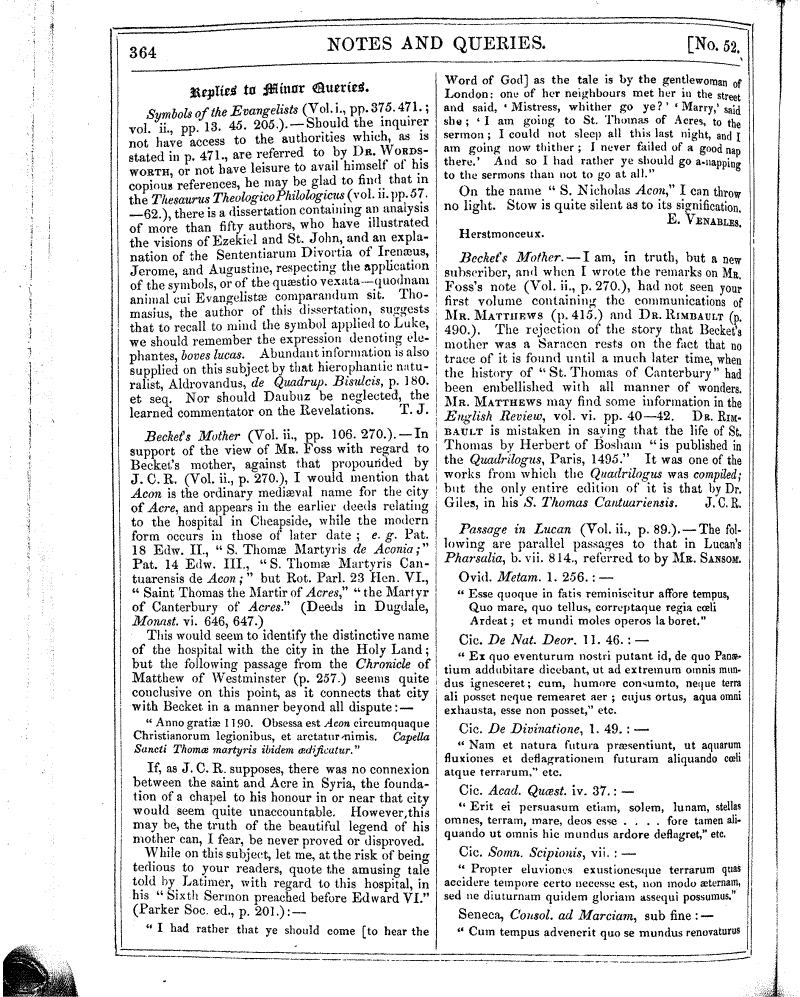 364
NOTES AND QUERIES.
[No. 52.
Replies to Minor Queries.
Symbols of the Evangelists (Vol. i., pp. 375. 471.;
vol. ii., pp. 13. 45. 205.).—Should the inquirer
not have access to the authorities which, as is
stated in p. 471., are referred to by DR. WORDS-
WORTH, or not have leisure to avail himself of his
copious references, he may be glad to find that in
the Thesaurus Theologico Philologicus (vol. ii. pp. 57.
—62.), there is a dissertation containing an analysis
of more than fifty authors, who have illustrated
the visions of Ezekiel and St. John, and an expla-
nation of the Sententiarum Divortia of Irenæus,
Jerome, and Augustine, respecting the application
of the symbols, or of the quæstio vexata—quodnam
animal cui Evangelistæ comparandum sit. Tho-
masius, the author of this dissertation, suggests
that to recall to mind the symbol applied to Luke,
we should remember the expression denoting ele-
phantes, boves lucas. Abundant information is also
supplied on this subject by that hierophantic natu-
ralist, Aldrovandus, de Quadrup. Bisulcis, p. 180.
et seq. Nor should Daubuz be neglected, the
learned commentator on the Revelations. T. J.
Becket's Mother (Vol. ii., pp. 106. 270.).—In
support of the view of MR. FOSS with regard to
Becket's mother, against that propounded by
J. C. R. (Vol. ii., p. 270.), I would mention that
Acon is the ordinary mediæval name for the city
of Acre, and appears in the earlier deeds relating
to the hospital in Cheapside, while the modern
form occurs in those of later date; e. g. Pat.
18 Edw. II., "S. Thomæ Martyris de Aconia;"
Pat. 14 Edw. III., "S. Thomæ Martyris Can-
tuarensis de Acon;" but Rot. Parl. 23 Hen. VI.,
"Saint Thomas the Martir of Acres," "the Martyr
of Canterbury of Acres." (Deeds in Dugdale,
Monast. vi. 646, 647.)
This would seem to identify the distinctive name
of the hospital with the city in the Holy Land;
but the following passage from the Chronicle of
Matthew of Westminster (p. 257.) seems quite
conclusive on this point, as it connects that city
with Becket in a manner beyond all dispute:—
"Anno gratiæ 1190. Obsessa est Acon circumquaque
Christianorum legionibus, et arctatur nimis. Capella
Sancti Thomæ martyris ibidem ædificatur."
If, as J. C. R. supposes, there was no connexion
between the saint and Acre in Syria, the founda-
tion of a chapel to his honour in or near that city
would seem quite unaccountable. However, this
may be, the truth of the beautiful legend of his
mother can, I fear, be never proved or disproved.
While on this subject, let me, at the risk of being
tedious to your readers, quote the amusing tale
told by Latimer, with regard to this hospital, in
his "Sixth Sermon preached before Edward VI."
(Parker Soc. ed., p. 201.):—
"I had rather that ye should come [to hear the
Word of God] as the tale is by the gentlewoman of
London: one of her neighbours met her in the street
and said, 'Mistress, whither go ye?' 'Marry,' said
she; 'I am going to St. Thomas of Acres, to the
sermon; I could not sleep all this last night, and I
am going now thither; I never failed of a good nap
there.' And so I had rather ye should go a-napping
to the sermons than not to go at all."
On the name "S. Nicholas Acon," I can throw
no light. Stow is quite silent as to its signification.
E. VENABLES.
Herstmonceux.
Becket's Mother.—I am, in truth, but a new
subscriber, and when I wrote the remarks on MR.
Foss's note (Vol. ii., p. 270.), had not seen your
first volume containing the communications of
MR. MATTHEWS (p. 415.) and DR. RIMBAULT (p.
490.). The rejection of the story that Becket's
mother was a Saracen rests on the fact that no
trace of it is found until a much later time, when
the history of "St. Thomas of Canterbury" had
been embellished with all manner of wonders.
MR. MATTHEWS may find some information in the
English Review, vol. vi. pp. 40—42. DR. RIM-
BAULT is mistaken in saying that the life of St.
Thomas by Herbert of Bosham "is published in
the Quadrilogus, Paris, 1495." It was one of the
works from which the Quadrilogus was compiled;
but the only entire edition of it is that by Dr.
Giles, in his S. Thomas Cantuariensis. J. C. R.
Passage in Lucan (Vol. ii., p. 89.).—The fol-
lowing are parallel passages to that in Lucan's
Pharsalia, b. vii. 814., referred to by MR. SANSOM.
Ovid. Metam. 1. 256.:—
"Esse quoque in fatis reminiscitur affore tempus,
Quo mare, quo tellus, correptaque regia cœli
Ardeat; et mundi moles operos laboret."
Cic. De Nat. Deor. 11. 46.:—
"Ex quo eventurum nostri putant id, de quo Panæ-
tium addubitare dicebant, ut ad extremum omnis mun-
dus ignesceret; cum, humore consumto, neque terra
ali posset neque remearet aer; cujus ortus, aqua omni
exhausta, esse non posset," etc.
Cic. De Divinatione, 1. 49.:—
"Nam et natura futura præsentiunt, ut aquarum
fluxiones et deflagrationem futuram aliquando cœli
atque terrarum," etc.
Cic. Acad. Quæst. iv. 37.:—
"Erit ei persuasum etiam, solem, lunam, stellas
omnes, terram, mare, deos esse . . . . fore tamen ali-
quando ut omnis hic mundus ardore deflagret," etc.
Cic. Somn. Scipionis, vii.:—
"Propter eluviones exustionesque terrarum quas
accidere tempore certo necesse est, non modo æternam,
sed ne diuturnam quidem gloriam assequi possumus."
Seneca, Consol. ad Marciam, sub fine:—
"Cum tempus advenerit quo se mundus renovaturus